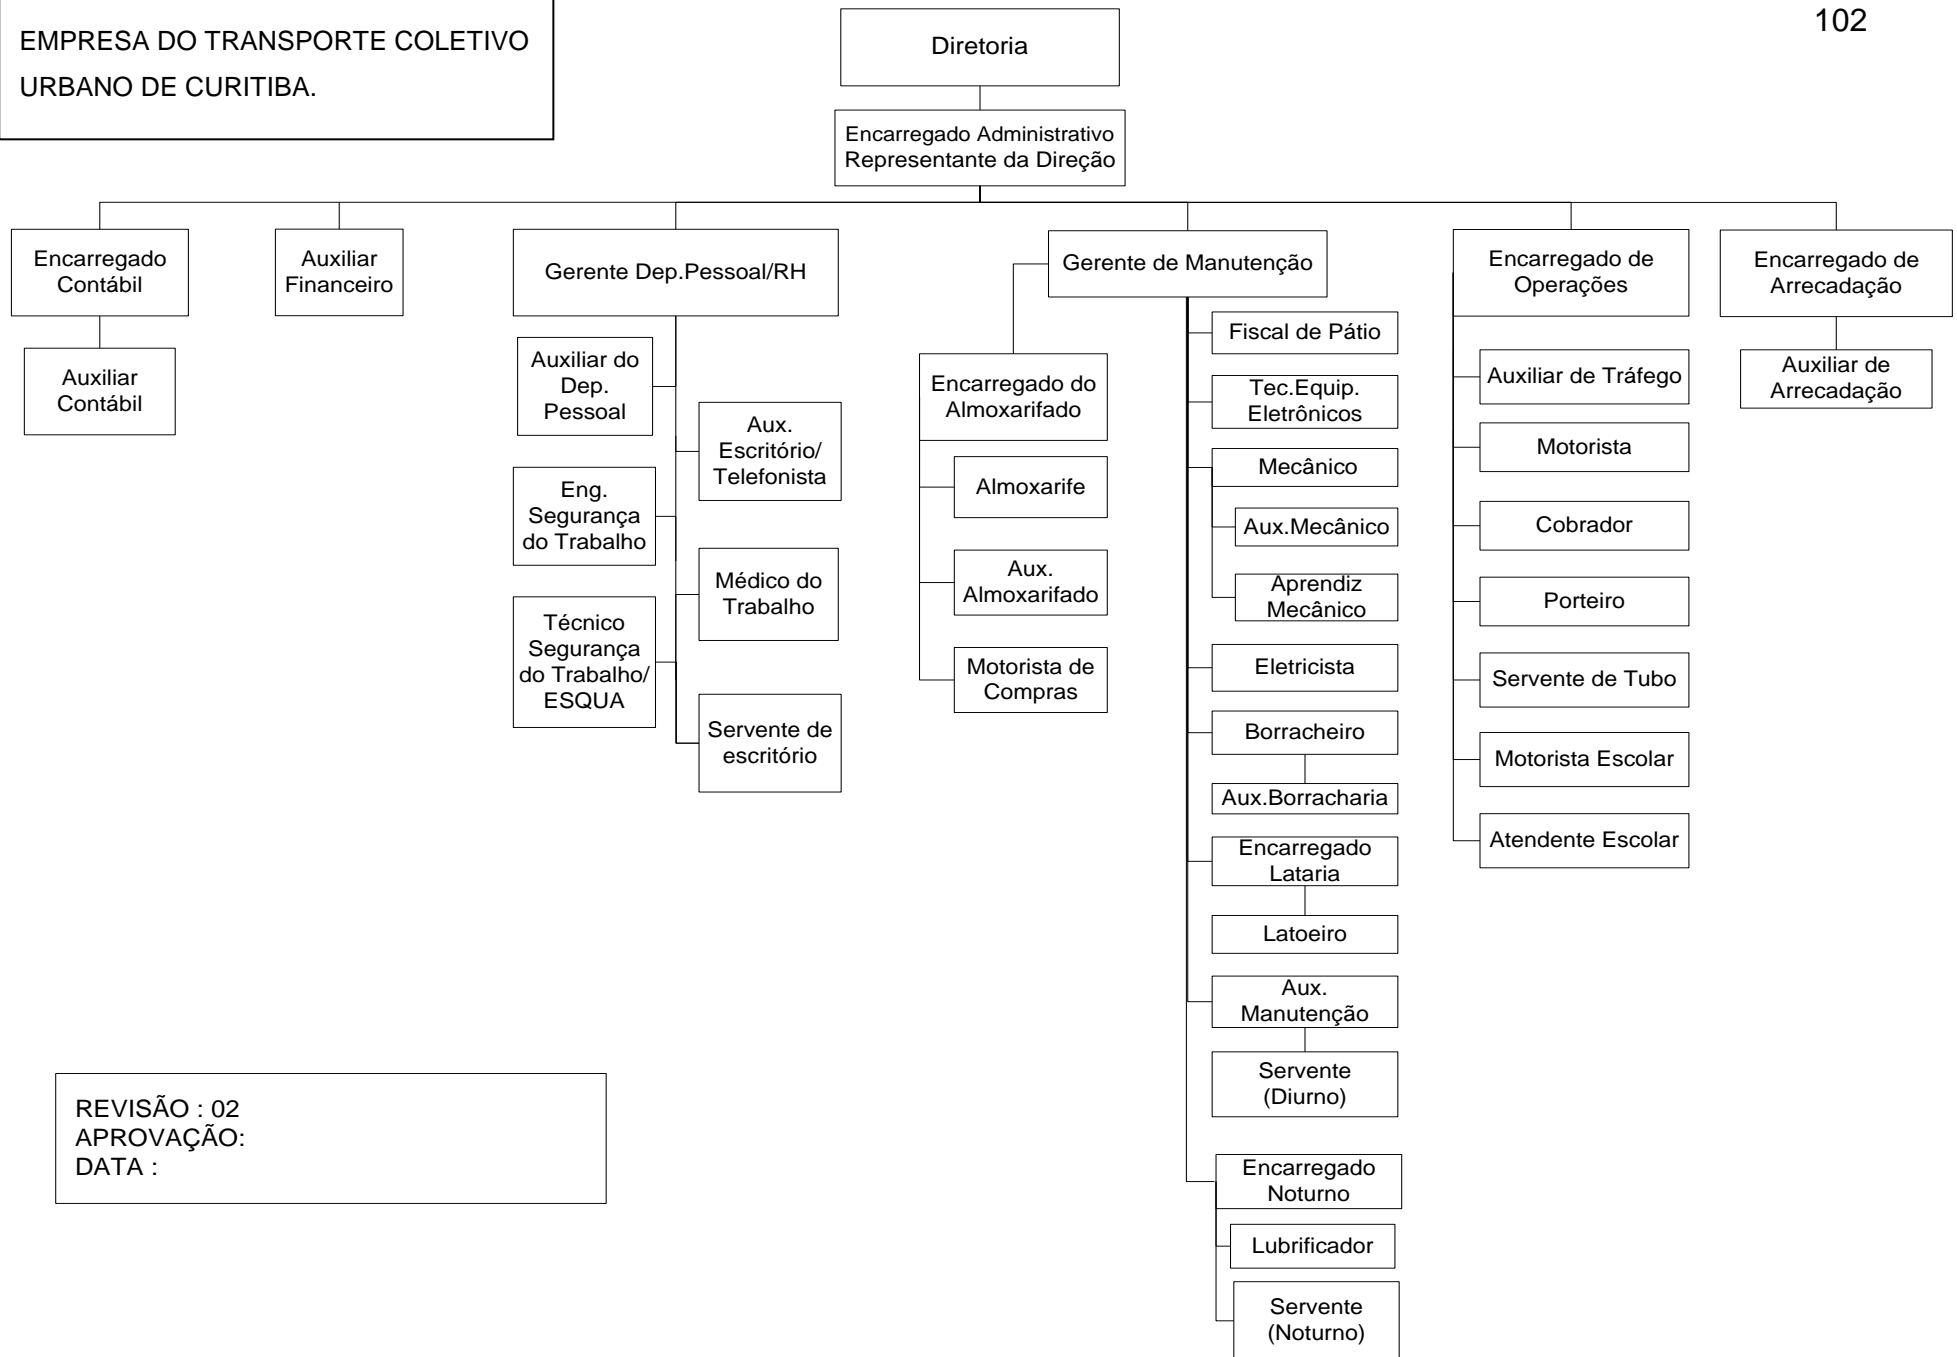 EMPRESA DO TRANSPORTE COLETIVO
URBANO DE CURITIBA.
102
Diretoria
Encarregado Administrativo
Representante da Direção
Encarregado
Contábil
Auxiliar
Contábil
Auxiliar
Financeiro
Gerente Dep.Pessoal/RH
Auxiliar do
Dep.
Pessoal
Aux.
Escritório/
Telefonista
Eng.
Segurança
do Trabalho
Médico do
Trabalho
Técnico
Segurança
do Trabalho/
ESQUA
Servente de
escritório
Gerente de Manutenção
Encarregado do
Almoxarifado
Almoxarife
Aux.
Almoxarifado
Motorista de
Compras
Fiscal de Pátio
Tec.Equip.
Eletrônicos
Mecânico
Aux.Mecânico
Aprendiz
Mecânico
Eletricista
Borracheiro
Aux.Borracharia
Encarregado
Lataria
Latoeiro
Aux.
Manutenção
Servente
(Diurno)
Encarregado
Noturno
Lubrificador
Servente
(Noturno)
Encarregado de
Operações
Auxiliar de Tráfego
Motorista
Cobrador
Porteiro
Servente de Tubo
Motorista Escolar
Atendente Escolar
Encarregado de
Arrecadação
Auxiliar de
Arrecadação
REVISÃO : 02
APROVAÇÃO:
DATA :